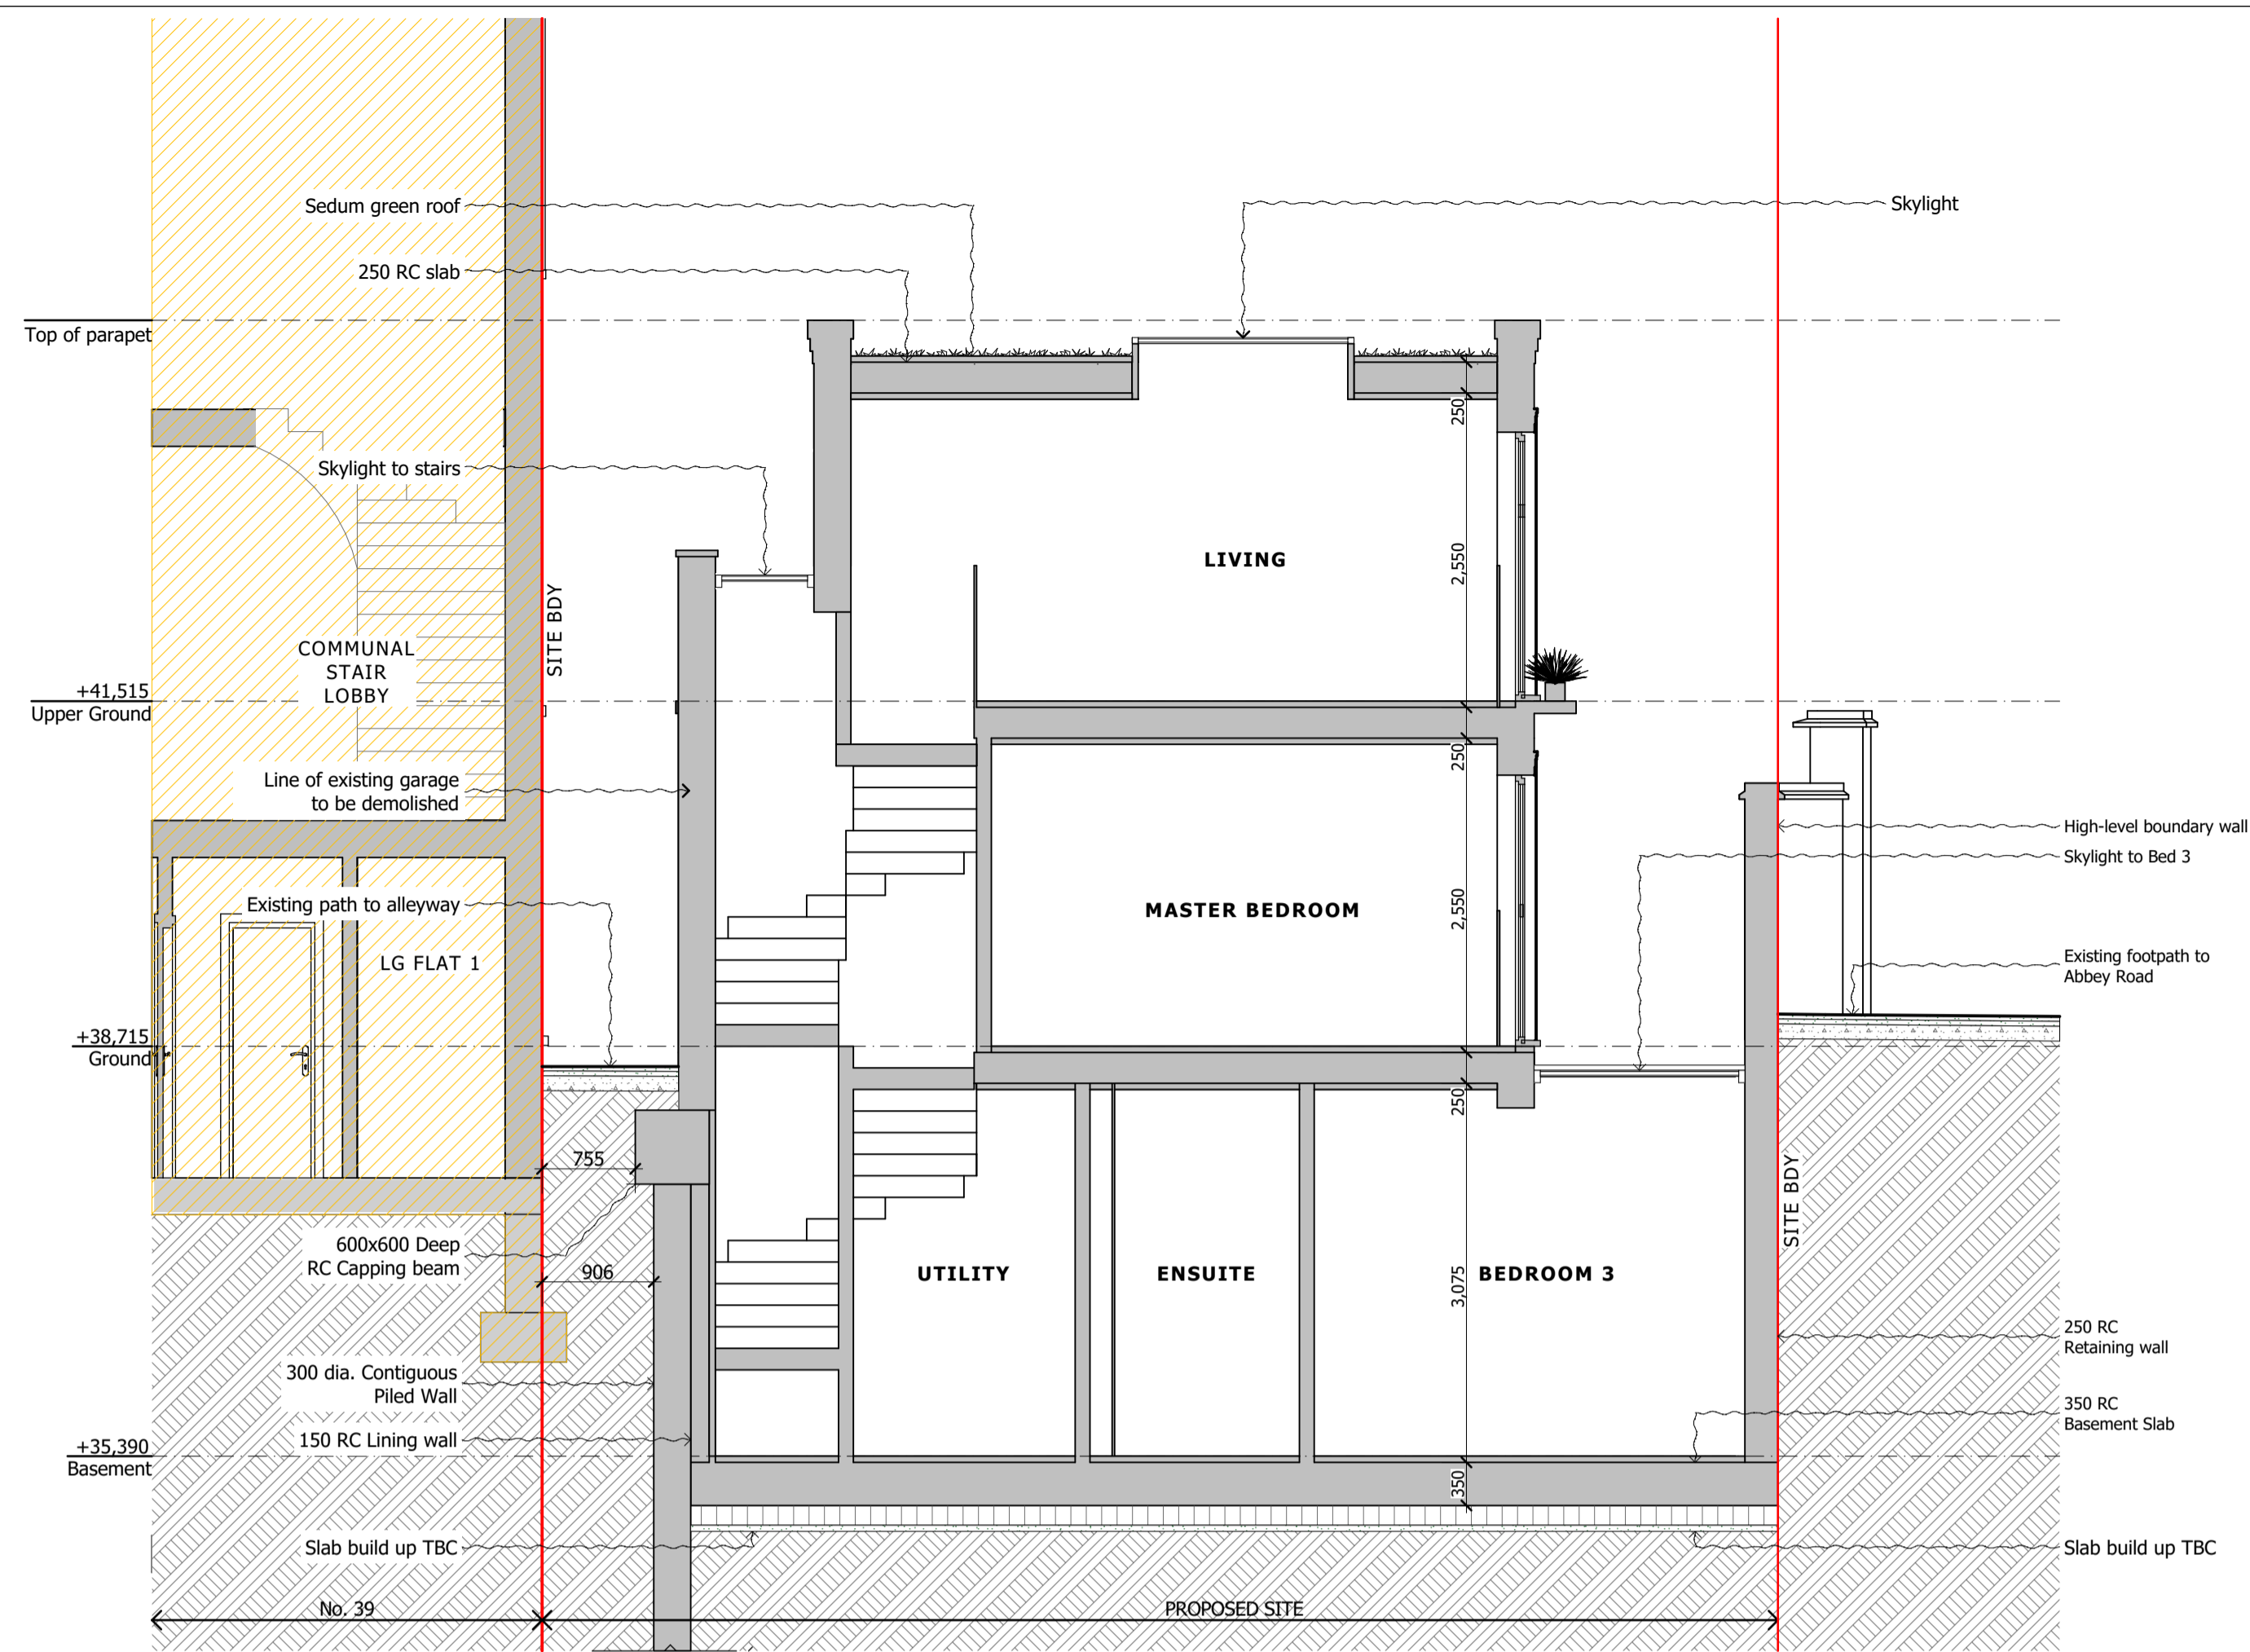 Sedum green roof
Skylight
250 RC slab
Top of parapet
250
Skylight to stairs
LIVING
2,550
SITE BDY
COMMUNAL
STAIR
LOBBY
+41,515
Upper Ground
250
Line of existing garage
to be demolished
High-level boundary wall
Skylight to Bed 3
Existing path to alleyway
MASTER BEDROOM
2,550
LG FLAT 1
Existing footpath to
Abbey Road
+38,715
Ground
250
755
SITE BDY
600x600 Deep
RC Capping beam
906
UTILITY
ENSUITE
3,075
BEDROOM 3
250 RC
Retaining wall
300 dia. Contiguous
Piled Wall
350 RC
Basement Slab
150 RC Lining wall
+35,390
Basement
350
Slab build up TBC
Slab build up TBC
No. 39
PROPOSED SITE